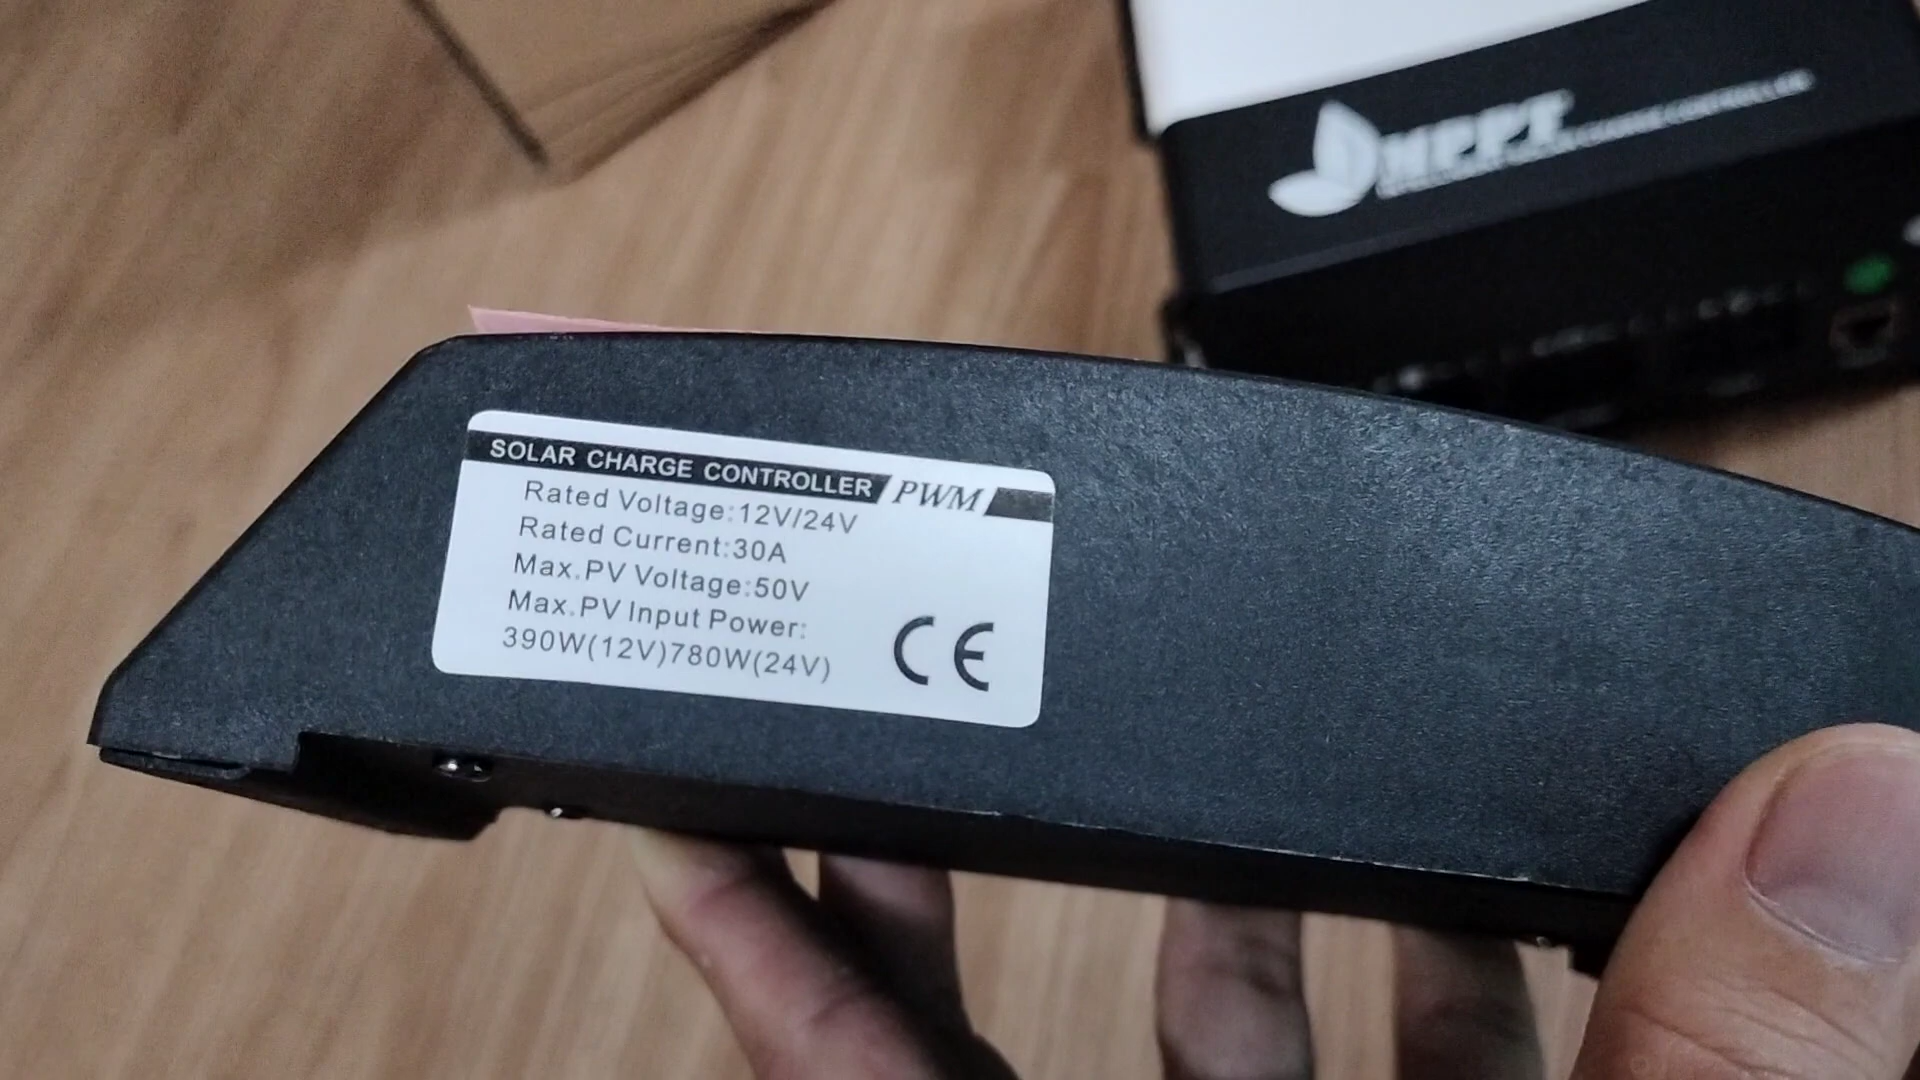 MPPT
SOLAR CHARGE CONTROLLER PWM
Rated Voltage:12V/24V
Rated Current:30A
Max.PV Voltage:50V
Max.PV Input Power:
390W(12V)780W(24V)
CE